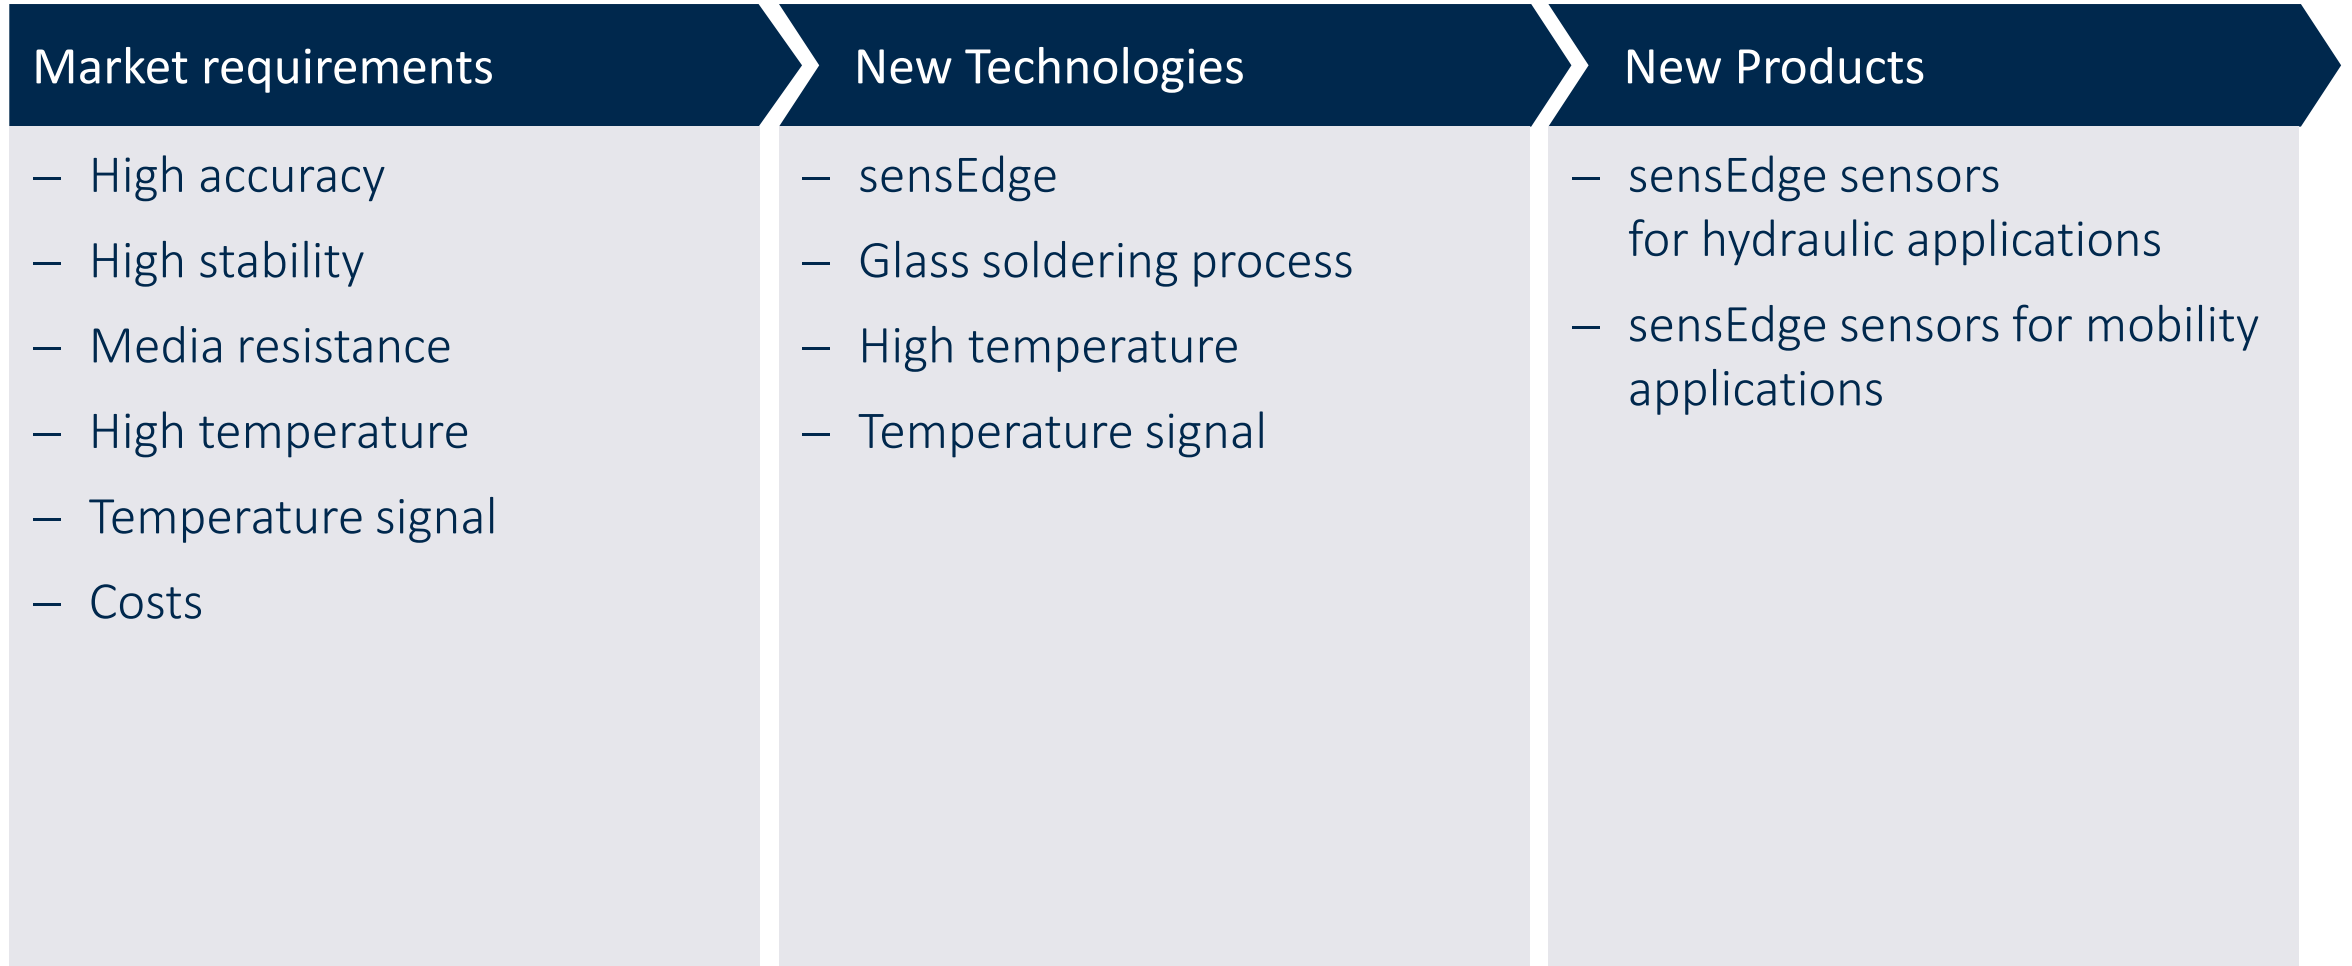 Market requirements
– High accuracy
– High stability
– Media resistance
– High temperature
– Temperature signal
– Costs
New Technologies
– sensEdge
– Glass soldering process
– High temperature
– Temperature signal
New Products
– sensEdge sensors
for hydraulic applications
– sensEdge sensors for mobility
applications